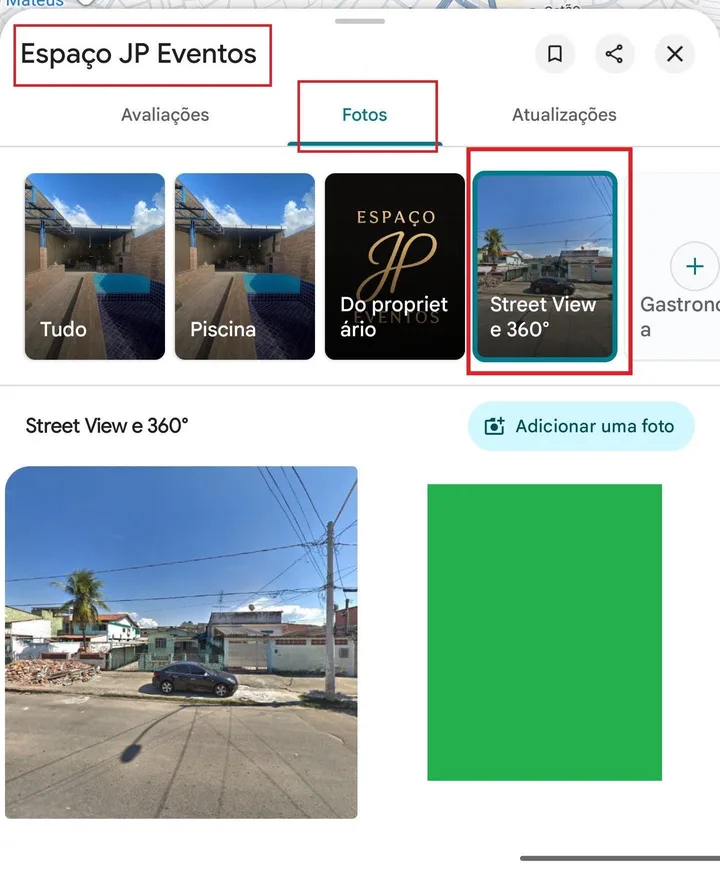 Mateus
Espaço JP Eventos
Avaliações
Fotos
Atualizações
Tudo
Piscina
ESPAÇO
JP
EVENTOS
Do propriet
ário
Street View
e 360°
Gastrono
a
Street View e 360°
Adicionar uma foto